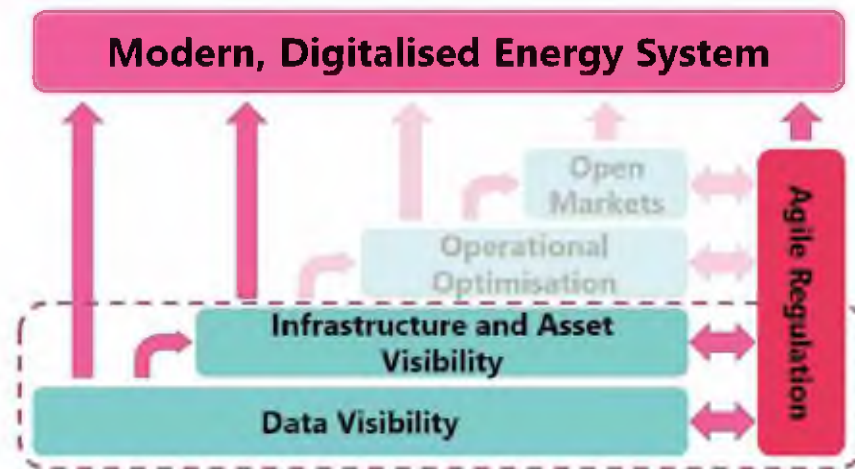 Modern, Digitalised Energy System
Open
Markets
Operational
Optimisation
Infrastructure and Asset
Visibility
Data Visibility
Agile Regulation